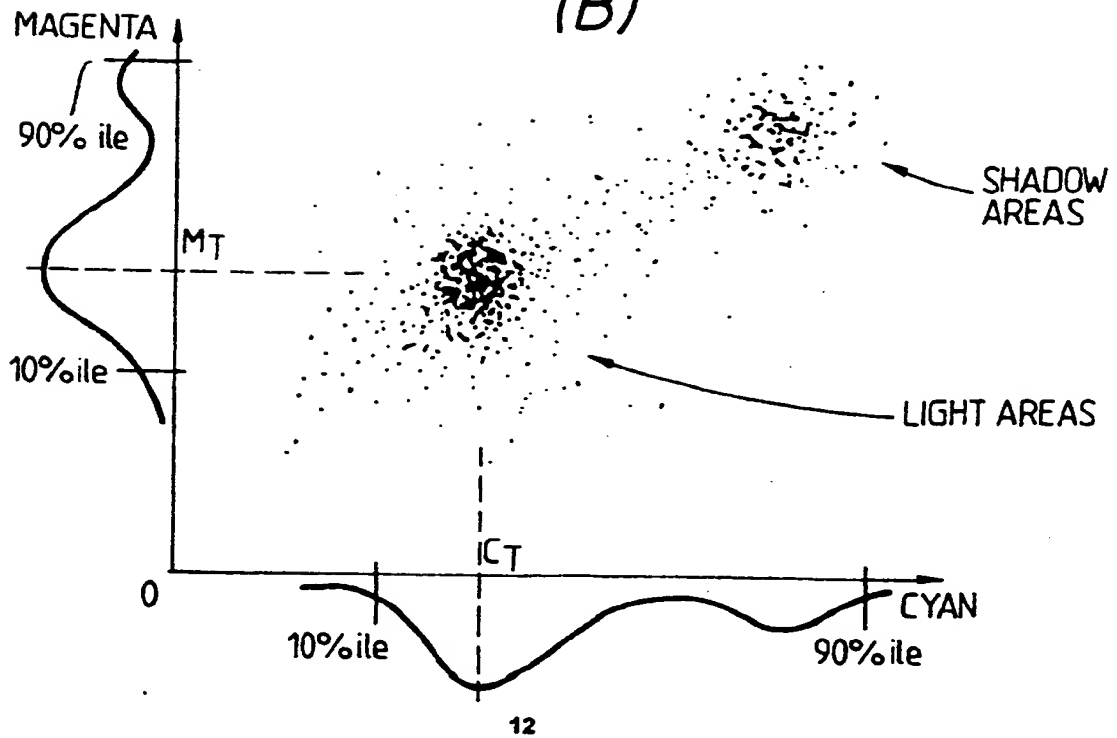 (B)
MAGENTA
90% ile
SHADOW
AREAS
MT
10% ile
LIGHT AREAS
CT
0
CYAN
10% ile
90% ile
12